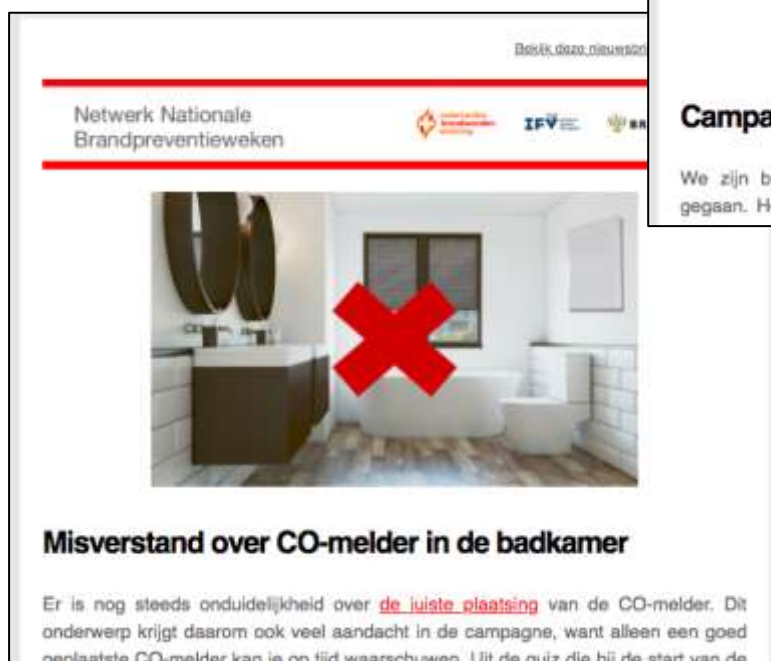 Bekijk deze nieuwsbri
Netwerk Nationale
Brandpreventieweken
IFV
Misverstand over CO-melder in de badkamer
Er is nog steeds onduidelijkheid over de juiste plaatsing van de CO-melder. Dit
onderwerp krijgt daarom ook veel aandacht in de campagne, want alleen een goed
geplaatste CO-melder kan je op tijd waarschuwen. Uit de quiz die bij de start van de
Campa
We zijn b
gegaan. H